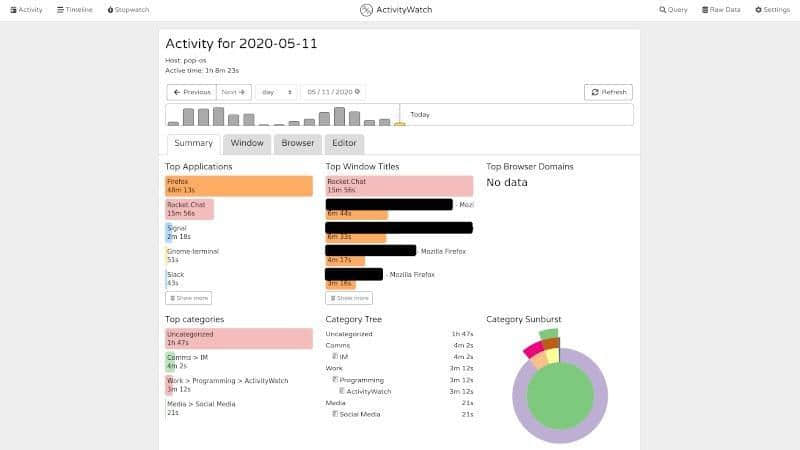 Activity
Timeline
Stopwatch
ActivityWatch
Query
Raw Data
Settings
Activity for 2020-05-11
Host: pop-os
Active time: 1h 8m 23s
Previous
Next
day
05 / 11 / 2020
Refresh
Today
Summary
Window
Browser
Editor
Top Applications
Firefox
48m 13s
Rocket.Chat
15m 56s
Signal
2m 18s
Gnome-terminal
51s
Slack
43s
Show more
Top Window Titles
Rocket.Chat
15m 56s
- Mozi
6m 44s
6m 33s
- Mozilla Firefox
4m 17s
- Mozilla Firefox
3m 16s
Show more
Top Browser Domains
No data
Top categories
Uncategorized
1h 47s
Comms > IM
4m 2s
Work > Programming > ActivityWatch
3m 12s
Media > Social Media
21s
Category Tree
Uncategorized 1h 47s
Comms 4m 2s
IM 4m 2s
Work 3m 12s
Programming 3m 12s
ActivityWatch 3m 12s
Media 21s
Social Media 21s
Category Sunburst